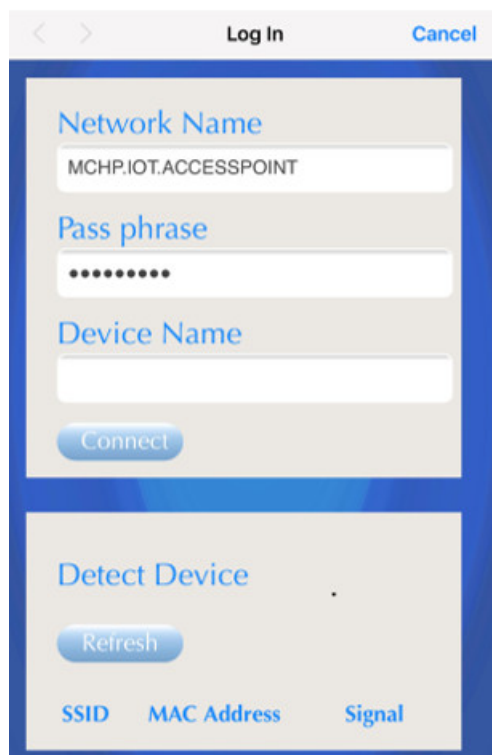 Log In Cancel
Network Name
MCHP.IOT.ACCESSPOINT
Pass phrase
•••••••••
Device Name
Connect
Detect Device
Refresh
SSID MAC Address Signal